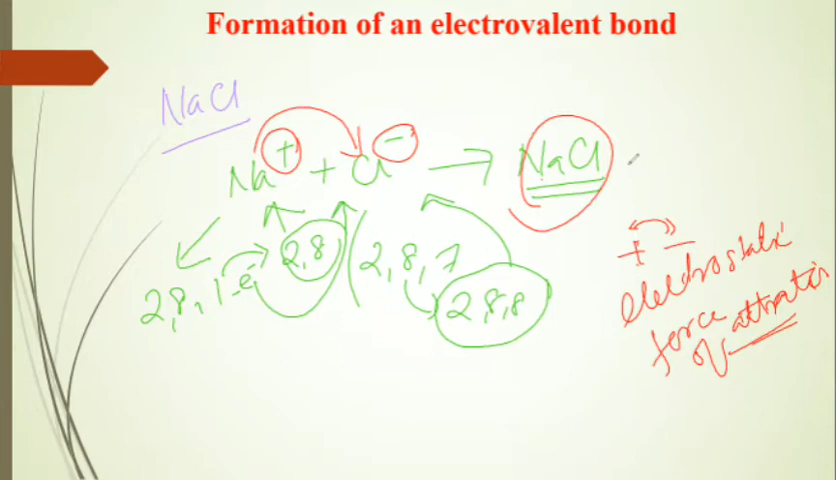 Formation of an electrovalent bond
NaCl
Na⁺ + Cl⁻ → NaCl
2,8,1 -e 2,8 2,8,7
2,8,8
+ -
electrostatic
force of attraction